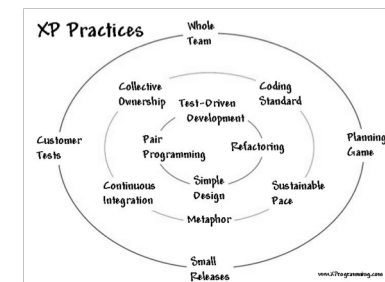 XP Practices
Whole
Team
Collective
Ownership
Coding
Standard
Test-Driven
Development
Customer
Tests
Pair
Programming
Refactoring
Planning
Game
Continuous
Integration
Simple
Design
Sustainable
Pace
Metaphor
Small
Releases
www.XProgramming.com